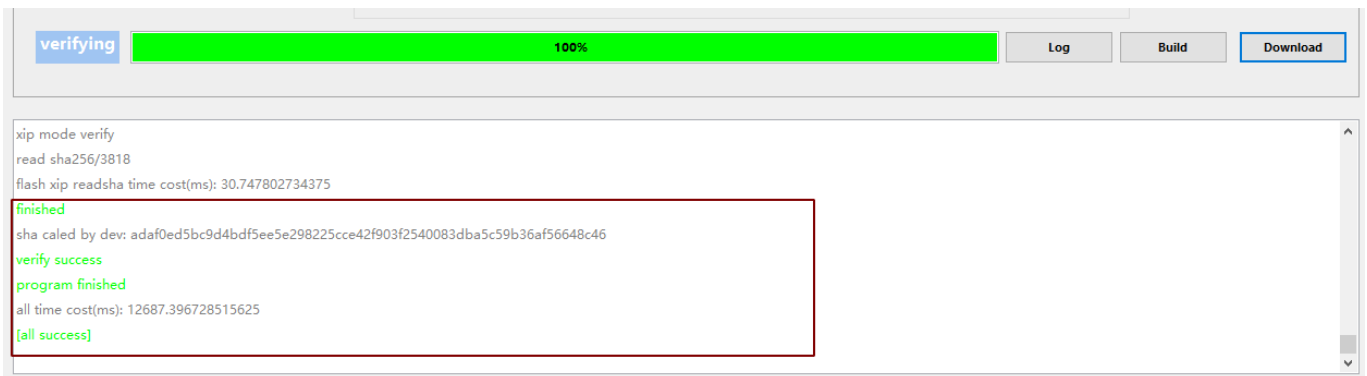 verifying 100% Log Build Download
xip mode verify
read sha256/3818
flash xip readsha time cost(ms): 30.747802734375
finished
sha caled by dev: adaf0ed5bc9d4bdf5ee5e298225cce42f903f2540083dba5c59b36af56648c46
verify success
program finished
all time cost(ms): 12687.396728515625
[all success]